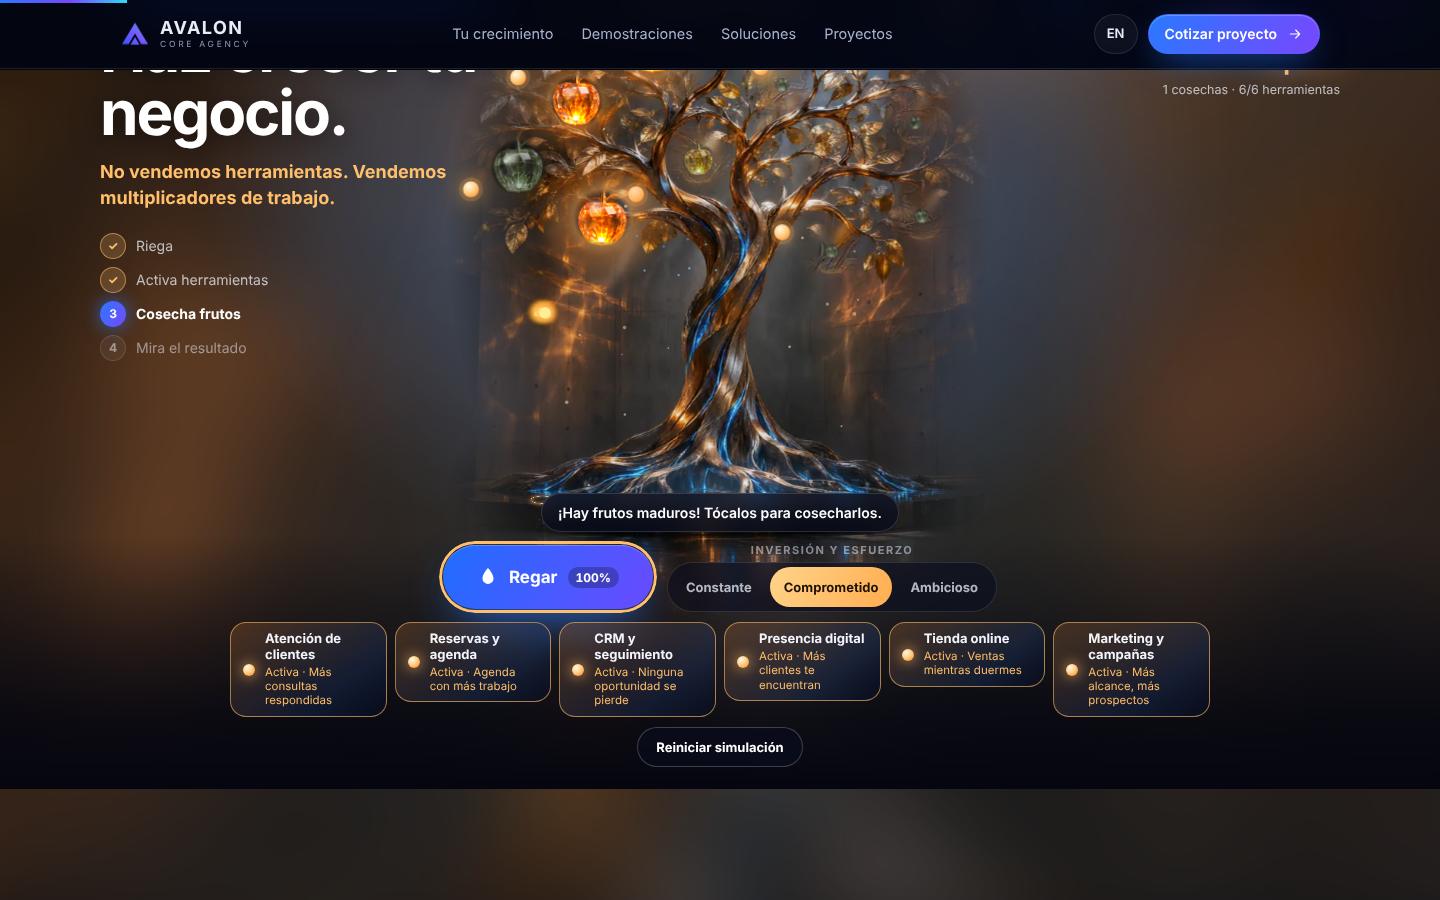 AVALON
CORE AGENCY
Tu crecimiento
Demostraciones
Soluciones
Proyectos
EN
Cotizar proyecto
negocio.
No vendemos herramientas. Vendemos
multiplicadores de trabajo.
Riega
Activa herramientas
3 Cosecha frutos
4 Mira el resultado
1 cosechas · 6/6 herramientas
¡Hay frutos maduros! Tócalos para cosecharlos.
Regar 100%
INVERSIÓN Y ESFUERZO
Constante
Comprometido
Ambicioso
Atención de
clientes
Activa · Más
consultas
respondidas
Reservas y
agenda
Activa · Agenda
con más trabajo
CRM y
seguimiento
Activa · Ninguna
oportunidad se
pierde
Presencia digital
Activa · Más
clientes te
encuentran
Tienda online
Activa · Ventas
mientras duermes
Marketing y
campañas
Activa · Más
alcance, más
prospectos
Reiniciar simulación